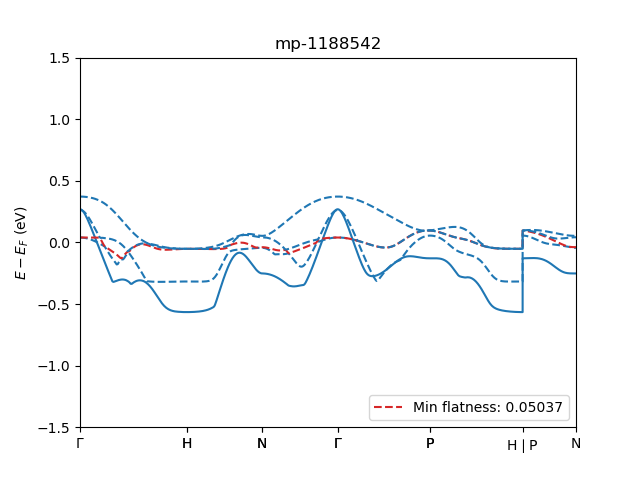 mp-1188542
E − E_F (eV)
1.5
1.0
0.5
0.0
−0.5
−1.0
−1.5
Min flatness: 0.05037
Γ H N Γ P H | P N